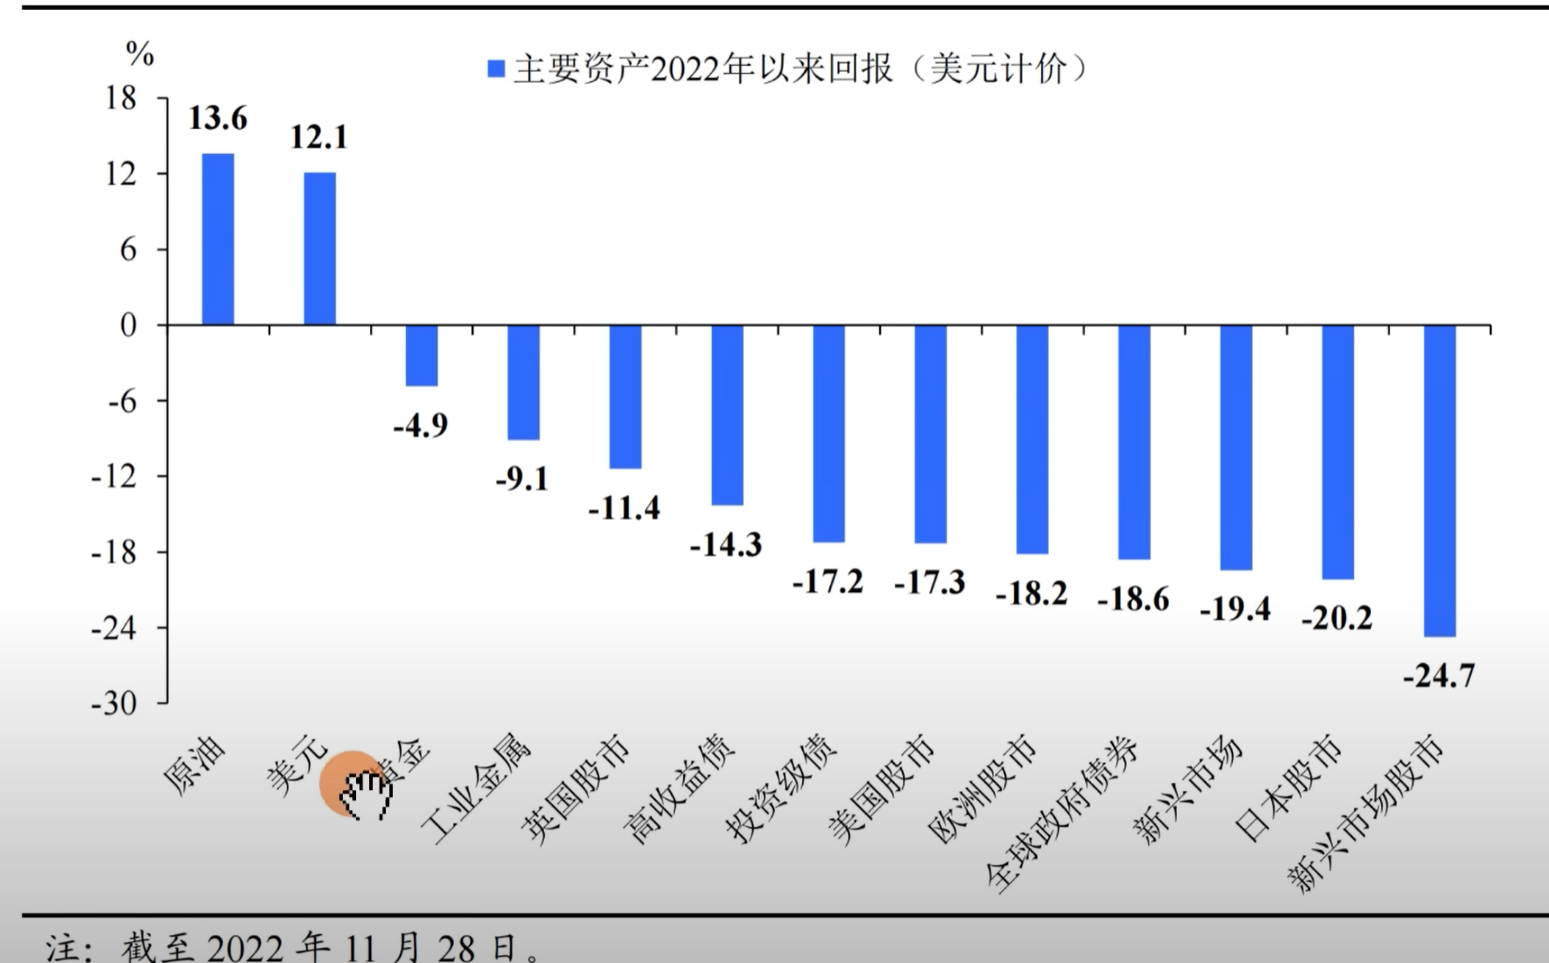 %
主要资产2022年以来回报（美元计价）
18
12
6
0
-6
-12
-18
-24
-30
13.6
12.1
-4.9
-9.1
-11.4
-14.3
-17.2
-17.3
-18.2
-18.6
-19.4
-20.2
-24.7
原油
美元
黄金
工业金属
英国股市
高收益债
投资级债
美国股市
欧洲股市
全球政府债券
新兴市场
日本股市
新兴市场股市
注：截至 2022 年 11 月 28 日。